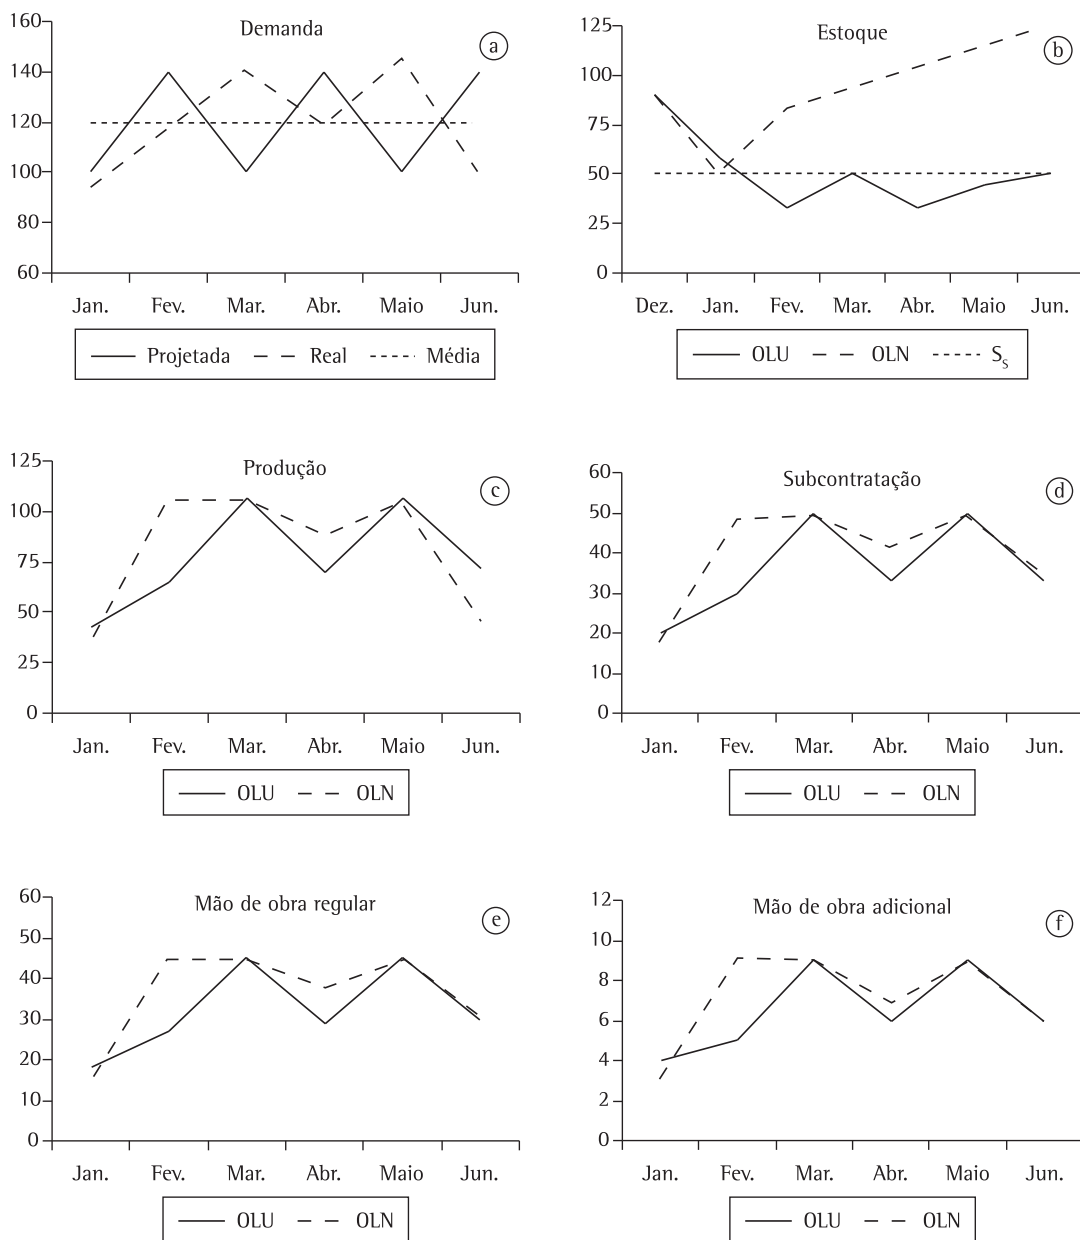 Demanda
a
160
140
120
100
80
60
Jan. Fev. Mar. Abr. Maio Jun.
Projetada Real Média
Estoque
b
125
100
75
50
25
0
Dez. Jan. Fev. Mar. Abr. Maio Jun.
OLU OLN Ss
Produção
c
125
100
75
50
25
0
Jan. Fev. Mar. Abr. Maio Jun.
OLU OLN
Subcontratação
d
60
50
40
30
20
10
0
Jan. Fev. Mar. Abr. Maio Jun.
OLU OLN
Mão de obra regular
e
60
50
40
30
20
10
0
Jan. Fev. Mar. Abr. Maio Jun.
OLU OLN
Mão de obra adicional
f
12
10
8
6
4
2
0
Jan. Fev. Mar. Abr. Maio Jun.
OLU OLN